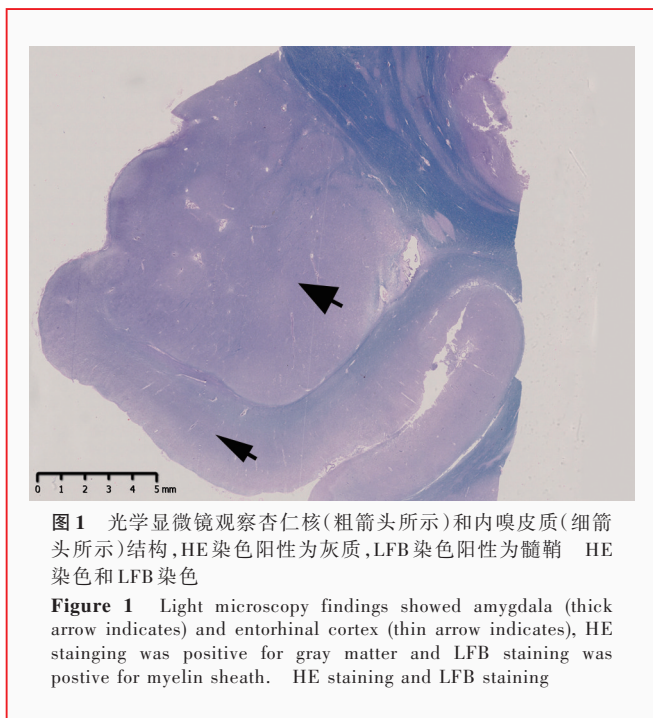 0 1 2 3 4 5 mm
图1 光学显微镜观察杏仁核(粗箭头所示)和内嗅皮质(细箭
头所示)结构,HE染色阳性为灰质,LFB染色阳性为髓鞘 HE
染色和LFB染色
Figure 1 Light microscopy findings showed amygdala (thick
arrow indicates) and entorhinal cortex (thin arrow indicates), HE
stainging was positive for gray matter and LFB staining was
postive for myelin sheath. HE staining and LFB staining